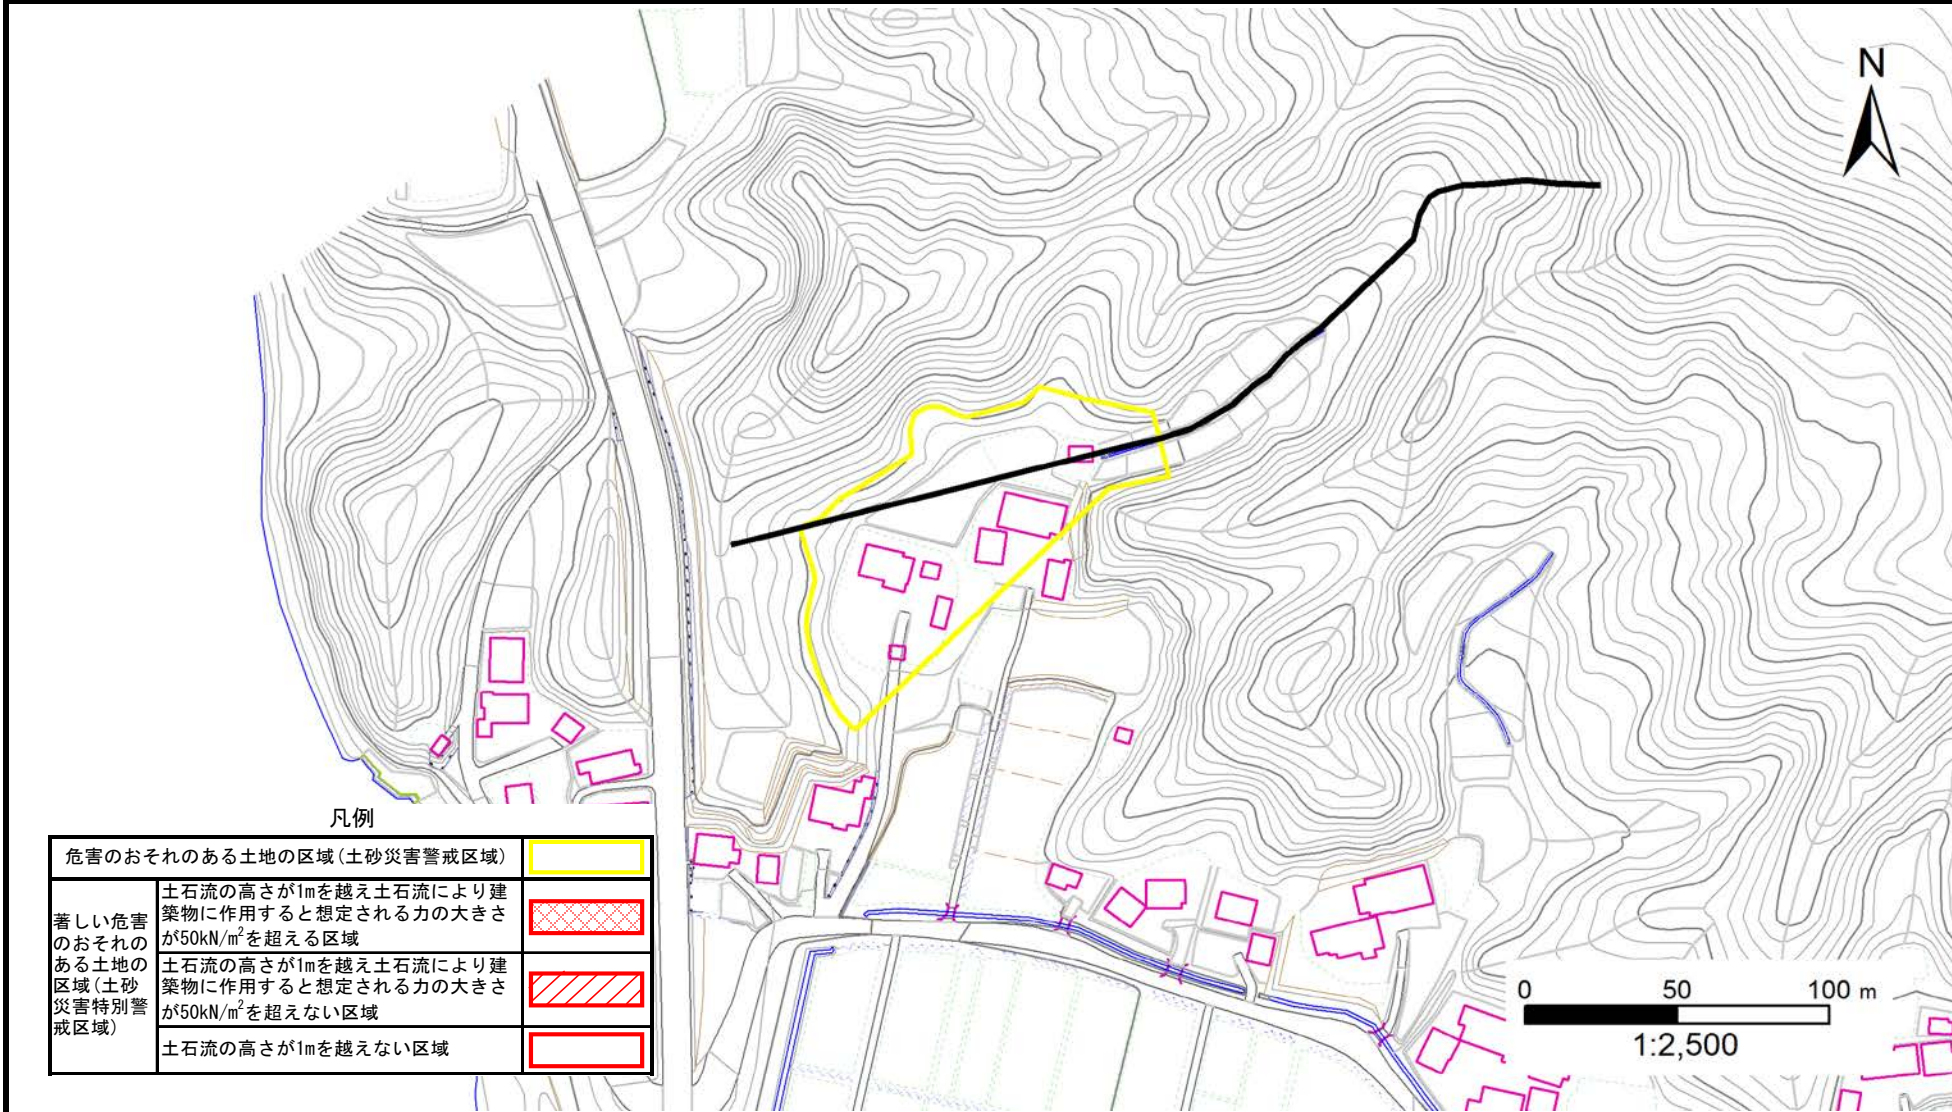 N
凡例
危害のおそれのある土地の区域(土砂災害警戒区域)
著しい危害
のおそれの
ある土地の
区域(土砂
災害特別警
戒区域)
土石流の高さが1mを越え土石流により建
築物に作用すると想定される力の大きさ
が50kN/m²を超える区域
土石流の高さが1mを越え土石流により建
築物に作用すると想定される力の大きさ
が50kN/m²を超えない区域
土石流の高さが1mを越えない区域
0 50 100 m
1:2,500